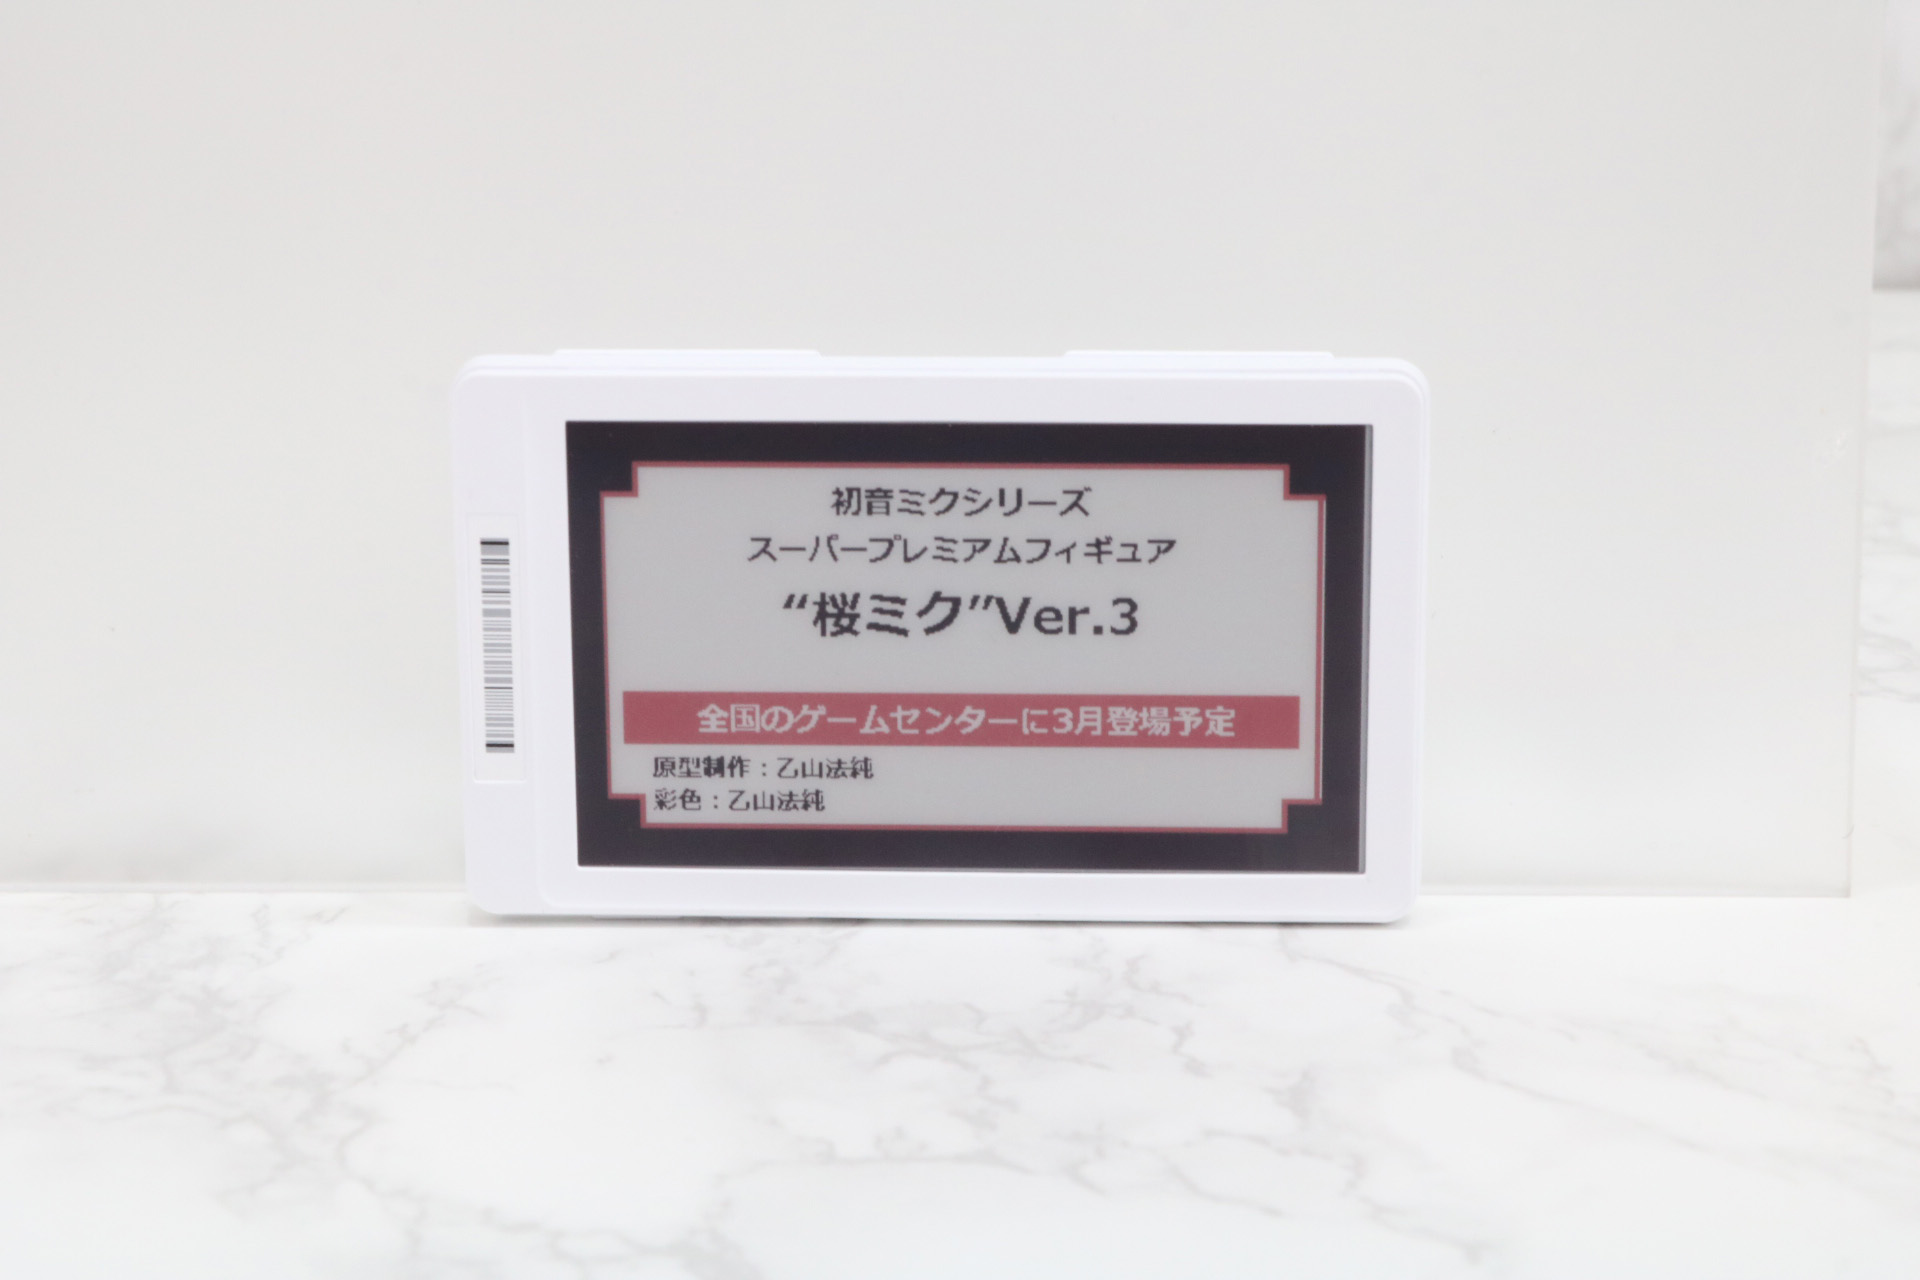 初音ミクシリーズ
スーパープレミアムフィギュア
“桜ミク”Ver.3
全国のゲームセンターに3月登場予定
原型制作：乙山法純
彩色：乙山法純